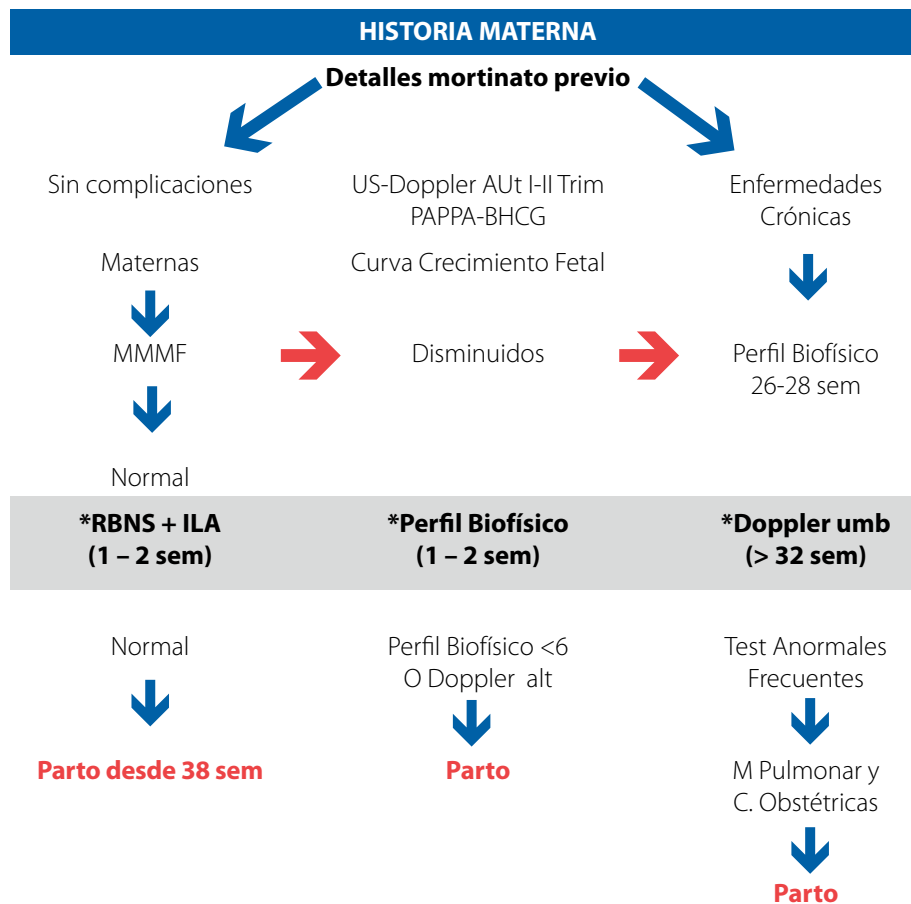 HISTORIA MATERNA
Detalles mortinato previo
Sin complicaciones
US-Doppler AUt I-II Trim
PAPPA-BHCG
Enfermedades
Crónicas
Maternas
Curva Crecimiento Fetal
MMMF
Disminuidos
Perfil Biofísico
26-28 sem
Normal
*RBNS + ILA
(1 – 2 sem)
*Perfil Biofísico
(1 – 2 sem)
*Doppler umb
(> 32 sem)
Normal
Perfil Biofísico <6
O Doppler alt
Test Anormales
Frecuentes
Parto desde 38 sem
Parto
M Pulmonar y
C. Obstétricas
Parto